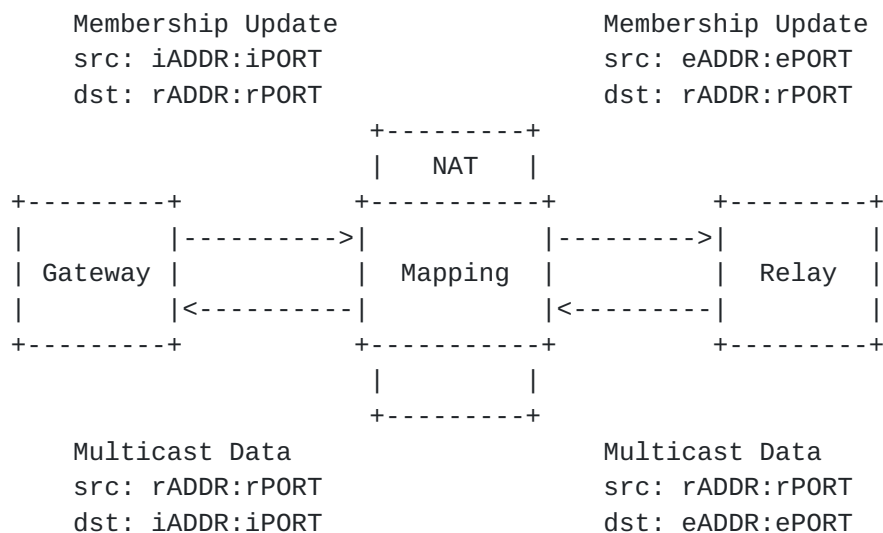 Membership Update Membership Update
src: iADDR:iPORT src: eADDR:ePORT
dst: rADDR:rPORT dst: rADDR:rPORT
NAT
Gateway Mapping Relay
Multicast Data Multicast Data
src: rADDR:rPORT src: rADDR:rPORT
dst: iADDR:iPORT dst: eADDR:ePORT